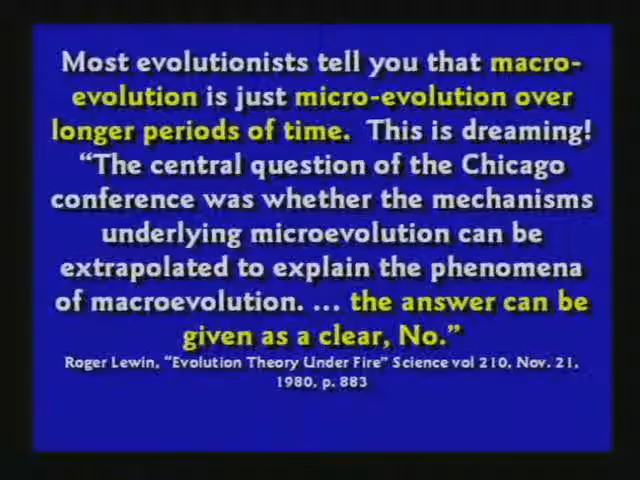 Most evolutionists tell you that macro-
evolution is just micro-evolution over
longer periods of time.  This is dreaming!
“The central question of the Chicago
conference was whether the mechanisms
underlying microevolution can be
extrapolated to explain the phenomena
of macroevolution. ... the answer can be
given as a clear, No.”
Roger Lewin, “Evolution Theory Under Fire” Science vol 210, Nov. 21,
1980, p. 883